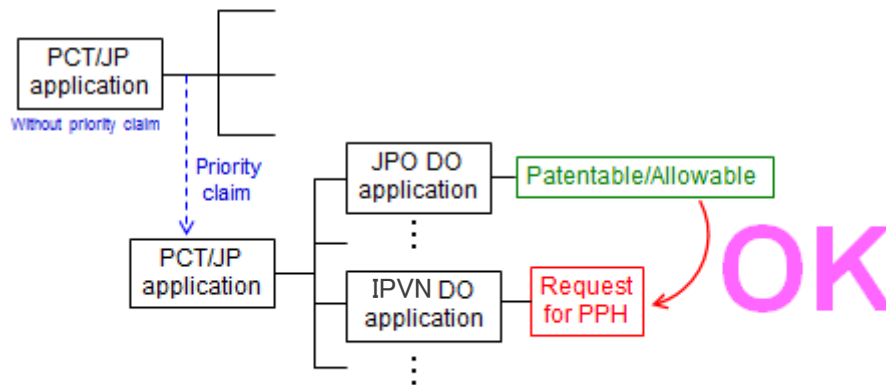 PCT/JP
application
Without priority claim
Priority
claim
JPO DO
application
Patentable/Allowable
PCT/JP
application
IPVN DO
application
Request
for PPH
OK